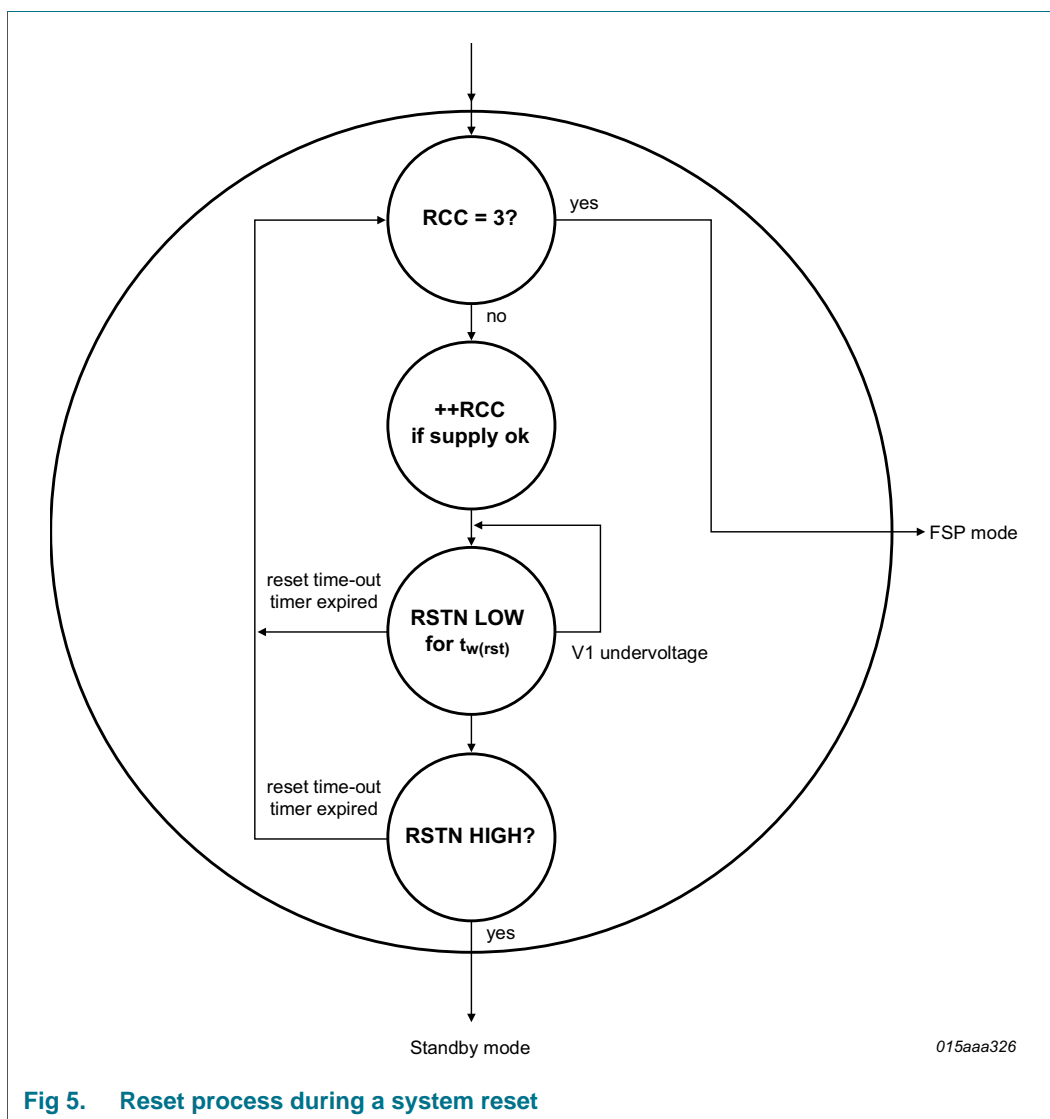 RCC = 3?
yes
no
++RCC
if supply ok
FSP mode
reset time-out
timer expired
RSTN LOW
for tw(rst)
V1 undervoltage
reset time-out
timer expired
RSTN HIGH?
yes
Standby mode
015aaa326
Fig 5. Reset process during a system reset